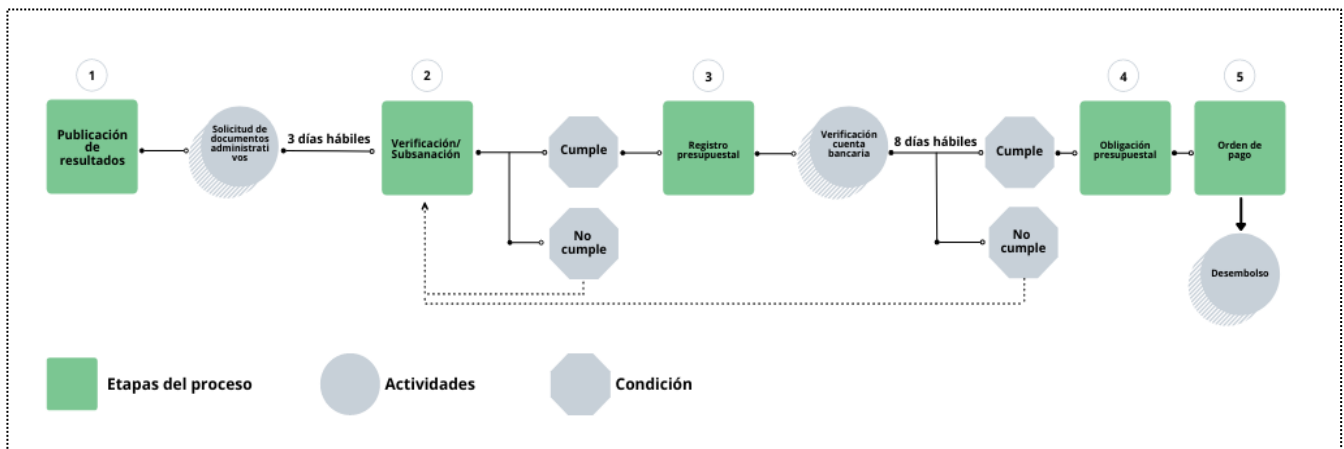 1
2
3
4
5
Publicación
de
resultados
Solicitud de
documentos
administrati
vos
3 días hábiles
Verificación/
Subsanación
Cumple
No
cumple
Registro
presupuestal
Verificación
cuenta
bancaria
8 días hábiles
Cumple
No
cumple
Obligación
presupuestal
Orden de
pago
Desembolso
Etapas del proceso
Actividades
Condición